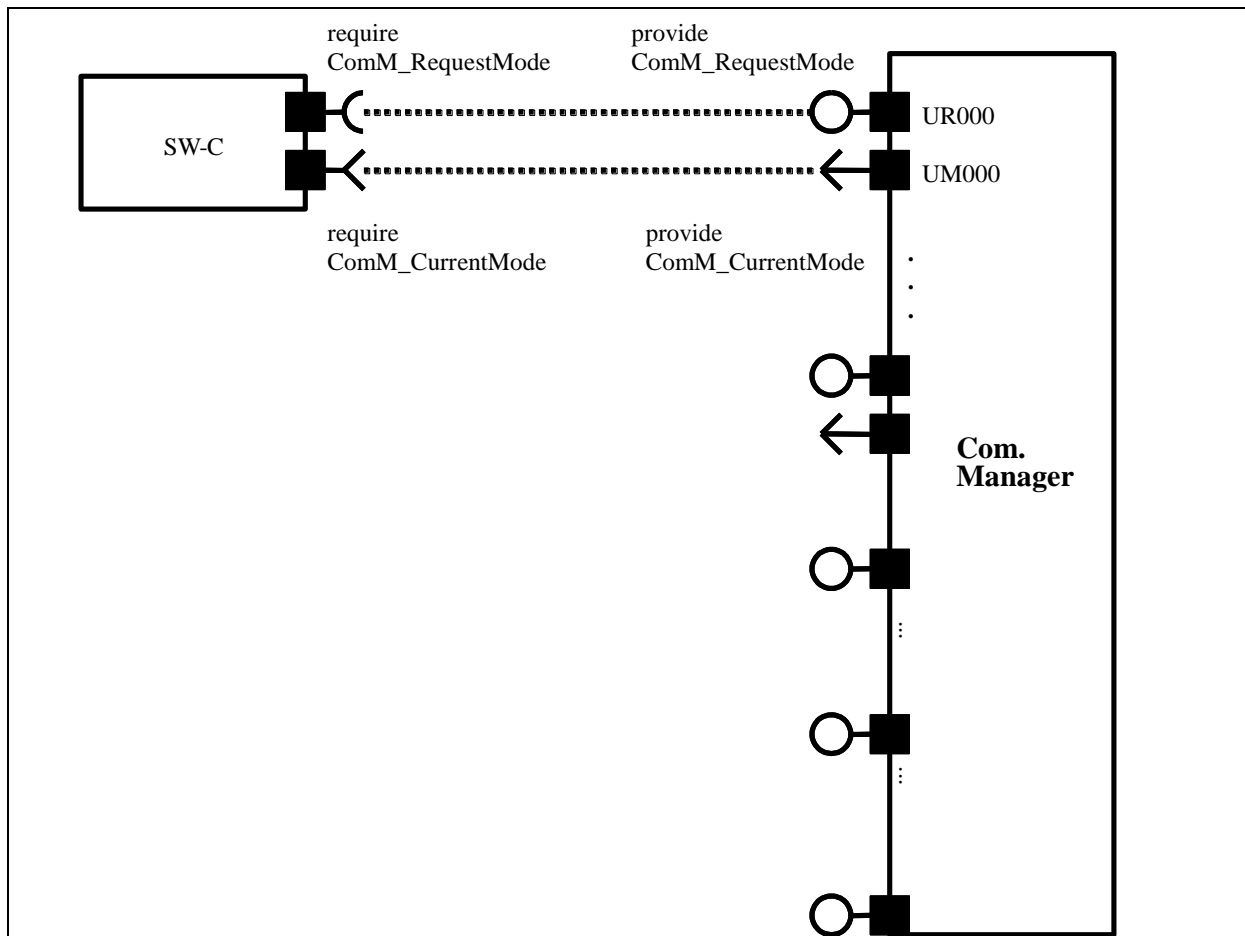 require
ComM_RequestMode
provide
ComM_RequestMode
SW-C
UR000
UM000
require
ComM_CurrentMode
provide
ComM_CurrentMode
Com.
Manager